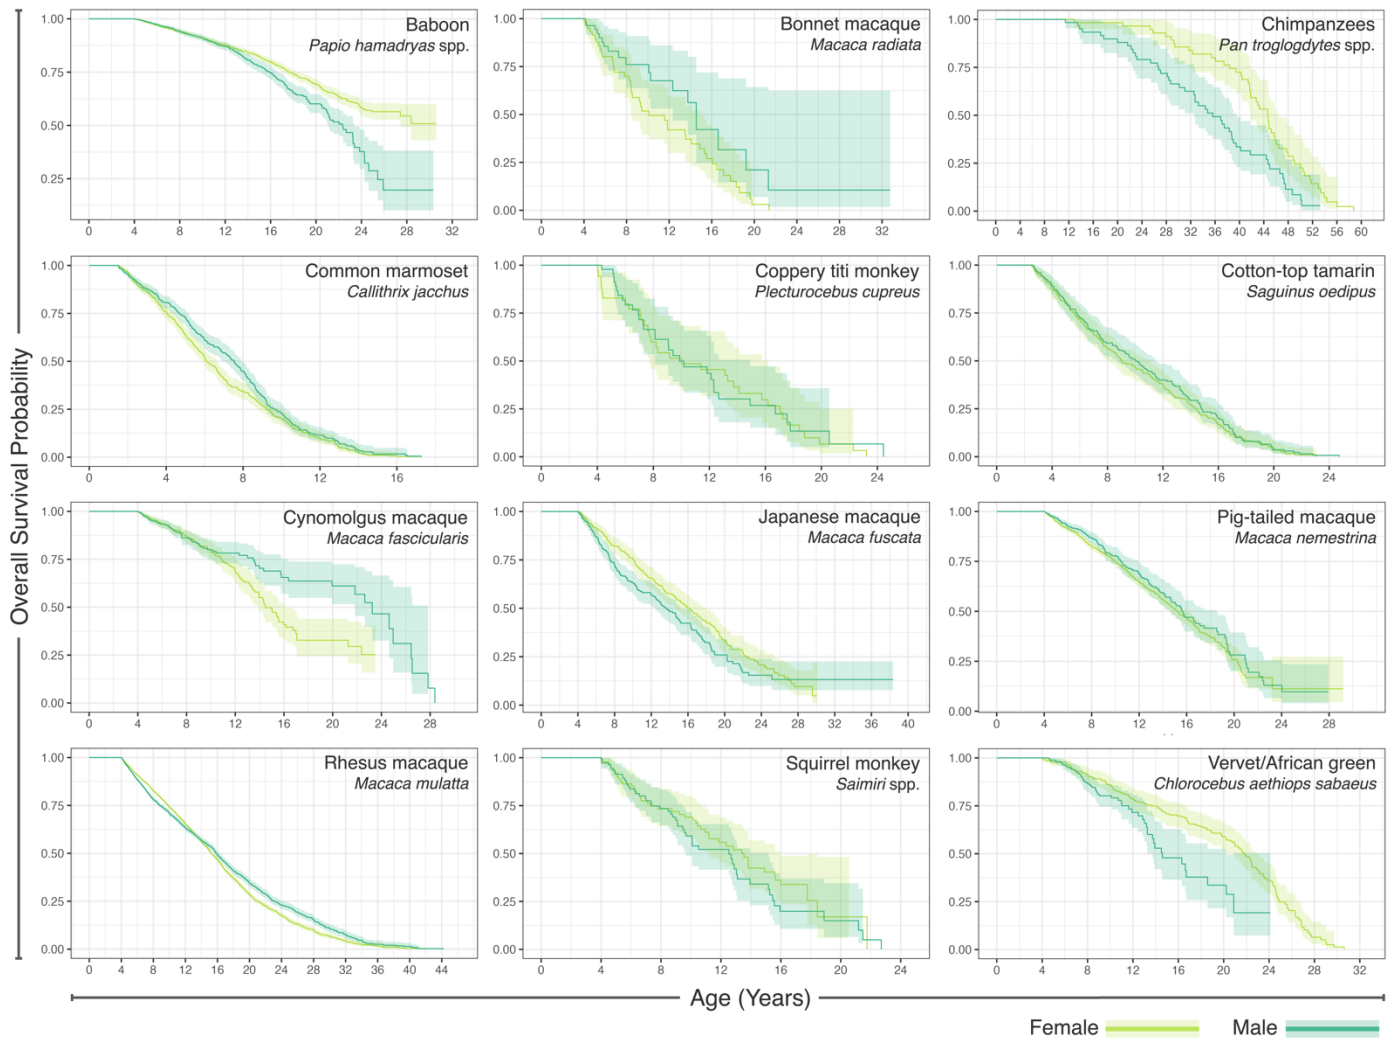 Overall Survival Probability
Baboon
Papio hamadryas spp.
1.00
0.75
0.50
0.25
0 4 8 12 16 20 24 28 32
Bonnet macaque
Macaca radiata
1.00
0.75
0.50
0.25
0.00
0 4 8 12 16 20 24 28 32
Chimpanzees
Pan troglogdytes spp.
1.00
0.75
0.50
0.25
0.00
0 4 8 12 16 20 24 28 32 36 40 44 48 52 56 60
Common marmoset
Callithrix jacchus
1.00
0.75
0.50
0.25
0.00
0 4 8 12 16
Coppery titi monkey
Plecturocebus cupreus
1.00
0.75
0.50
0.25
0.00
0 4 8 12 16 20 24
Cotton-top tamarin
Saguinus oedipus
1.00
0.75
0.50
0.25
0.00
0 4 8 12 16 20 24
Cynomolgus macaque
Macaca fascicularis
1.00
0.75
0.50
0.25
0.00
0 4 8 12 16 20 24 28
Japanese macaque
Macaca fuscata
1.00
0.75
0.50
0.25
0.00
0 4 8 12 16 20 24 28 32 36 40
Pig-tailed macaque
Macaca nemestrina
1.00
0.75
0.50
0.25
0.00
0 4 8 12 16 20 24 28
Rhesus macaque
Macaca mulatta
1.00
0.75
0.50
0.25
0.00
0 4 8 12 16 20 24 28 32 36 40 44
Squirrel monkey
Saimiri spp.
1.00
0.75
0.50
0.25
0.00
0 4 8 12 16 20 24
Vervet/African green
Chlorocebus aethiops sabaeus
1.00
0.75
0.50
0.25
0.00
0 4 8 12 16 20 24 28 32
Age (Years)
Female Male